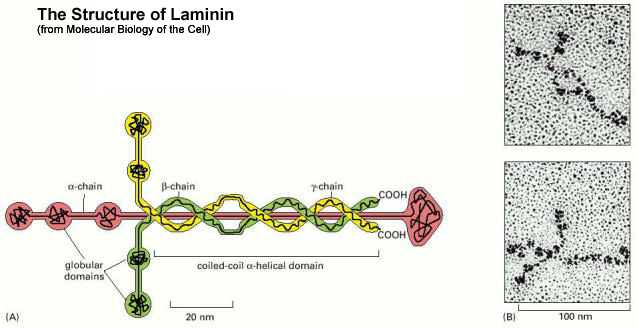 The Structure of Laminin
(from Molecular Biology of the Cell)
α-chain
β-chain
γ-chain
COOH
COOH
globular
domains
coiled-coil α-helical domain
20 nm
(A)
(B)
100 nm